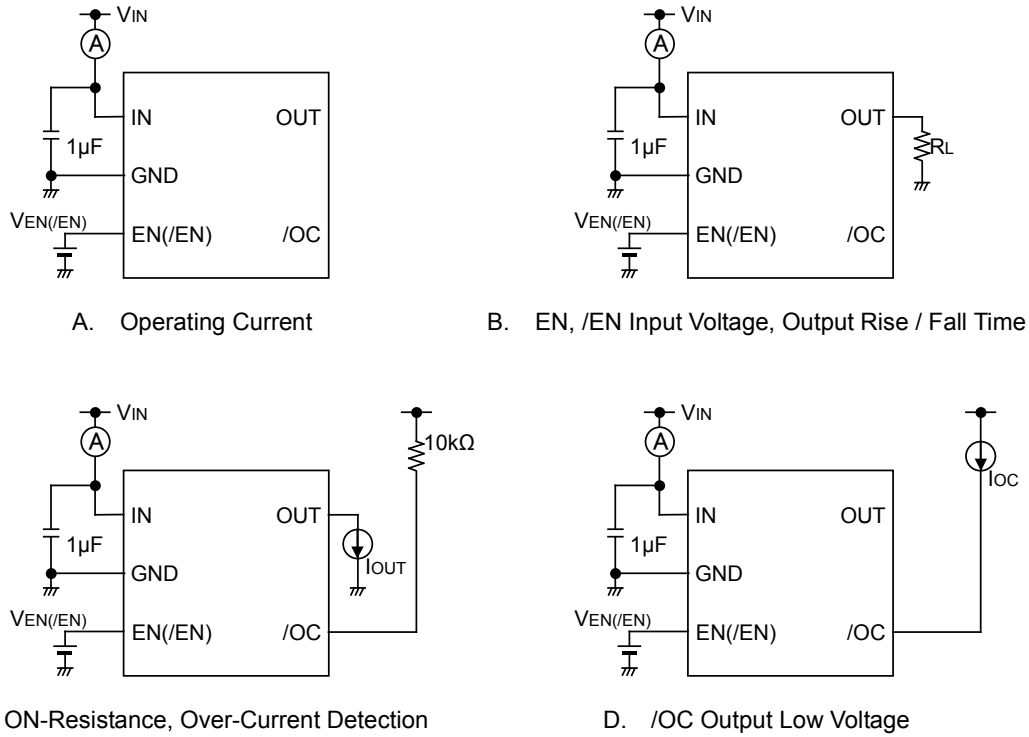 VIN
A
IN OUT
1µF
GND
VEN(/EN)
EN(/EN) /OC
A. Operating Current
VIN
A
IN OUT
1µF
RL
GND
VEN(/EN)
EN(/EN) /OC
B. EN, /EN Input Voltage, Output Rise / Fall Time
VIN
A
10kΩ
IN OUT
1µF
IOUT
GND
VEN(/EN)
EN(/EN) /OC
ON-Resistance, Over-Current Detection
VIN
A
IOC
IN OUT
1µF
GND
VEN(/EN)
EN(/EN) /OC
D. /OC Output Low Voltage